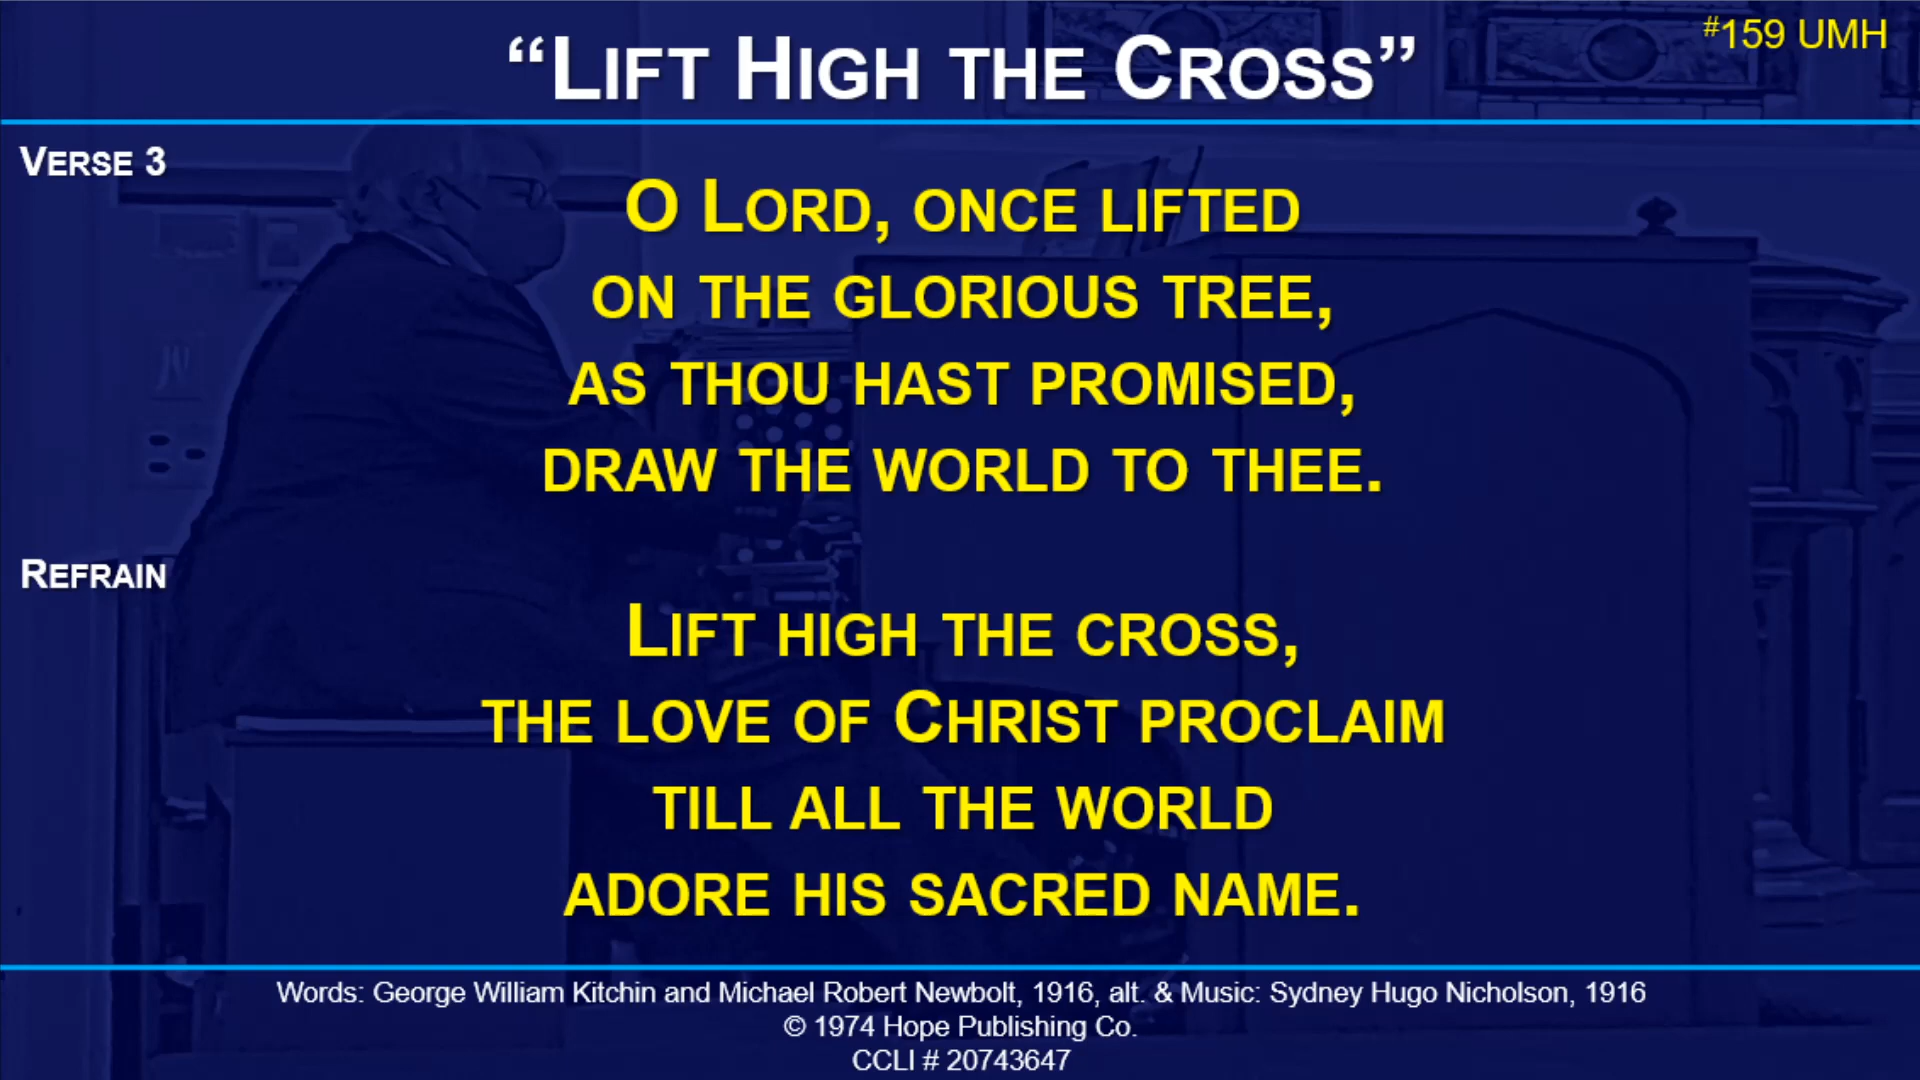 “Lift High the Cross”
#159 UMH
Verse 3
O Lord, once lifted
on the glorious tree,
as thou hast promised,
draw the world to thee.
Refrain
Lift high the cross,
the love of Christ proclaim
till all the world
adore his sacred name.
Words: George William Kitchin and Michael Robert Newbolt, 1916, alt. & Music: Sydney Hugo Nicholson, 1916
© 1974 Hope Publishing Co.
CCLI # 20743647